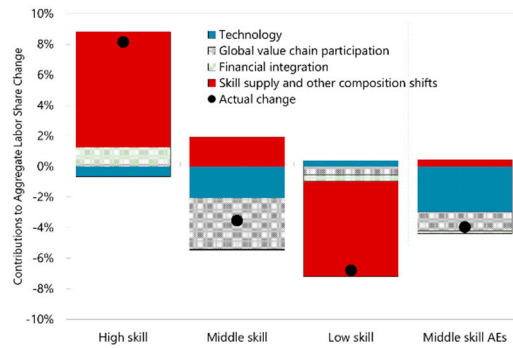 Contributions to Aggregate Labor Share Change
10%
8%
6%
4%
2%
0%
-2%
-4%
-6%
-8%
-10%
Technology
Global value chain participation
Financial integration
Skill supply and other composition shifts
Actual change
High skill
Middle skill
Low skill
Middle skill AEs